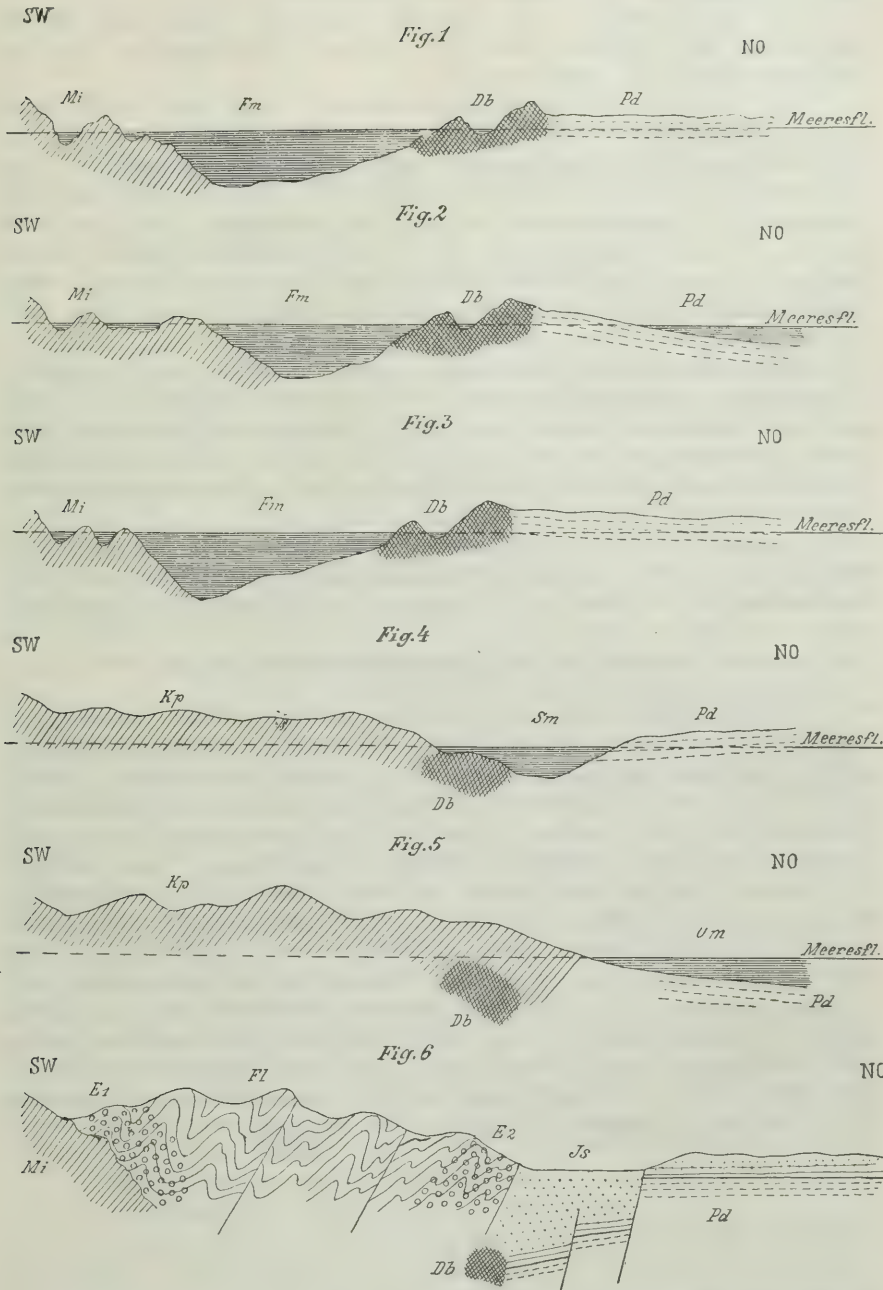 SW
Fig. 1
NO
Mi Fm Db Pd
Meeresfl.
SW
Fig. 2
NO
Mi Fm Db Pd
Meeresfl.
SW
Fig. 3
NO
Mi Fm Db Pd
Meeresfl.
SW
Fig. 4
NO
Kp Sm Pd
Meeresfl.
Db
SW
Fig. 5
NO
Kp
Meeresfl.
Db Pd
SW
Fig. 6
NO
E1 Fl E2 Js
Mi Pd
Db